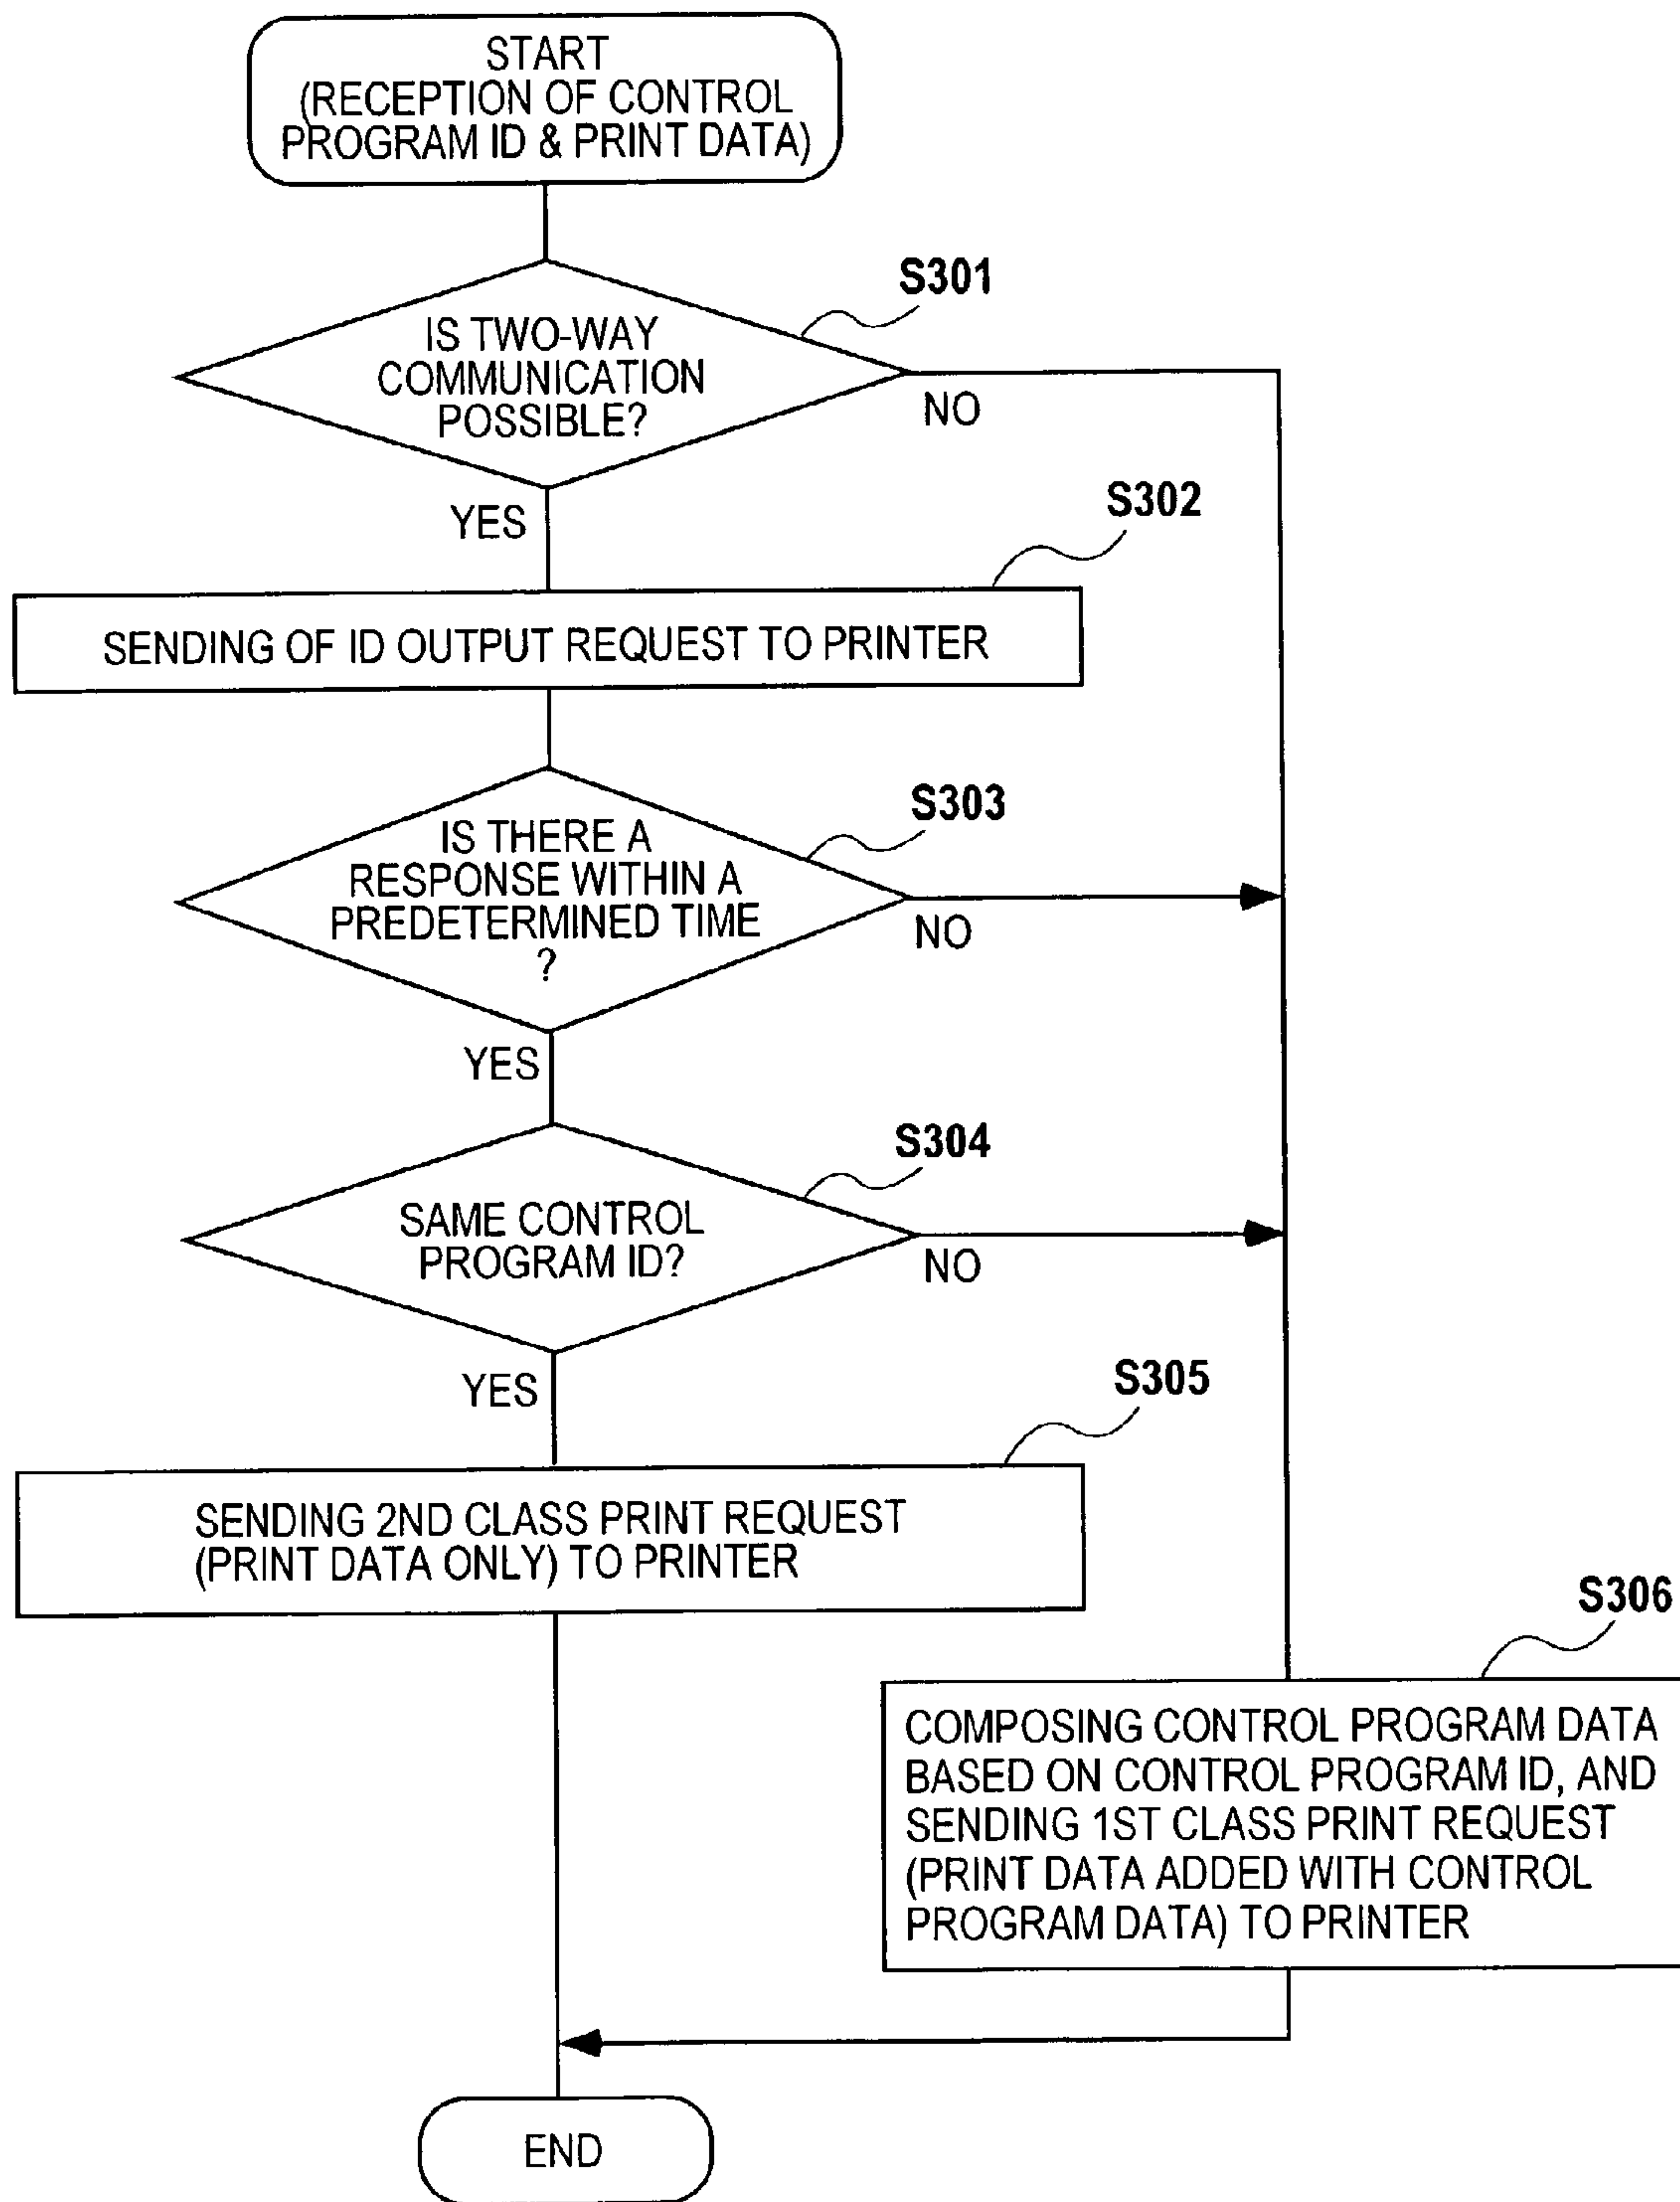 START
(RECEPTION OF CONTROL
PROGRAM ID & PRINT DATA)
S301
IS TWO-WAY
COMMUNICATION
POSSIBLE?
NO
YES
S302
SENDING OF ID OUTPUT REQUEST TO PRINTER
S303
IS THERE A
RESPONSE WITHIN A
PREDETERMINED TIME
?
NO
YES
S304
SAME CONTROL
PROGRAM ID?
NO
YES
S305
SENDING 2ND CLASS PRINT REQUEST
(PRINT DATA ONLY) TO PRINTER
S306
COMPOSING CONTROL PROGRAM DATA
BASED ON CONTROL PROGRAM ID, AND
SENDING 1ST CLASS PRINT REQUEST
(PRINT DATA ADDED WITH CONTROL
PROGRAM DATA) TO PRINTER
END